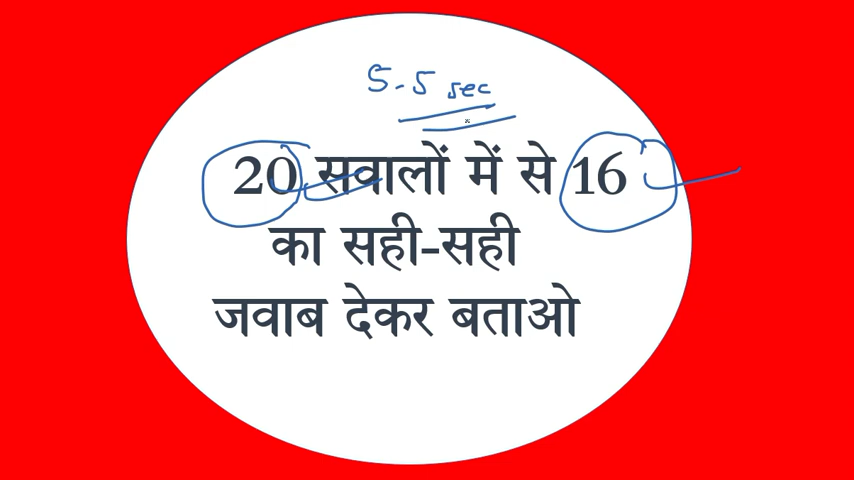 5-5 sec
20 सवालों में से 16
का सही-सही
जवाब देकर बताओ